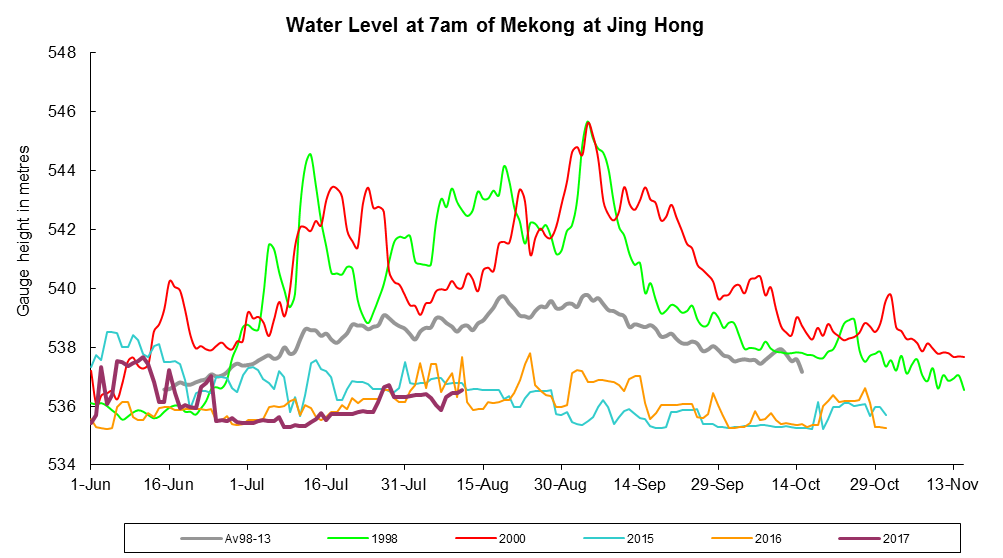 Water Level at 7am of Mekong at Jing Hong
Gauge height in metres
548
546
544
542
540
538
536
534
1-Jun 16-Jun 1-Jul 16-Jul 31-Jul 15-Aug 30-Aug 14-Sep 29-Sep 14-Oct 29-Oct 13-Nov
Av98-13 1998 2000 2015 2016 2017